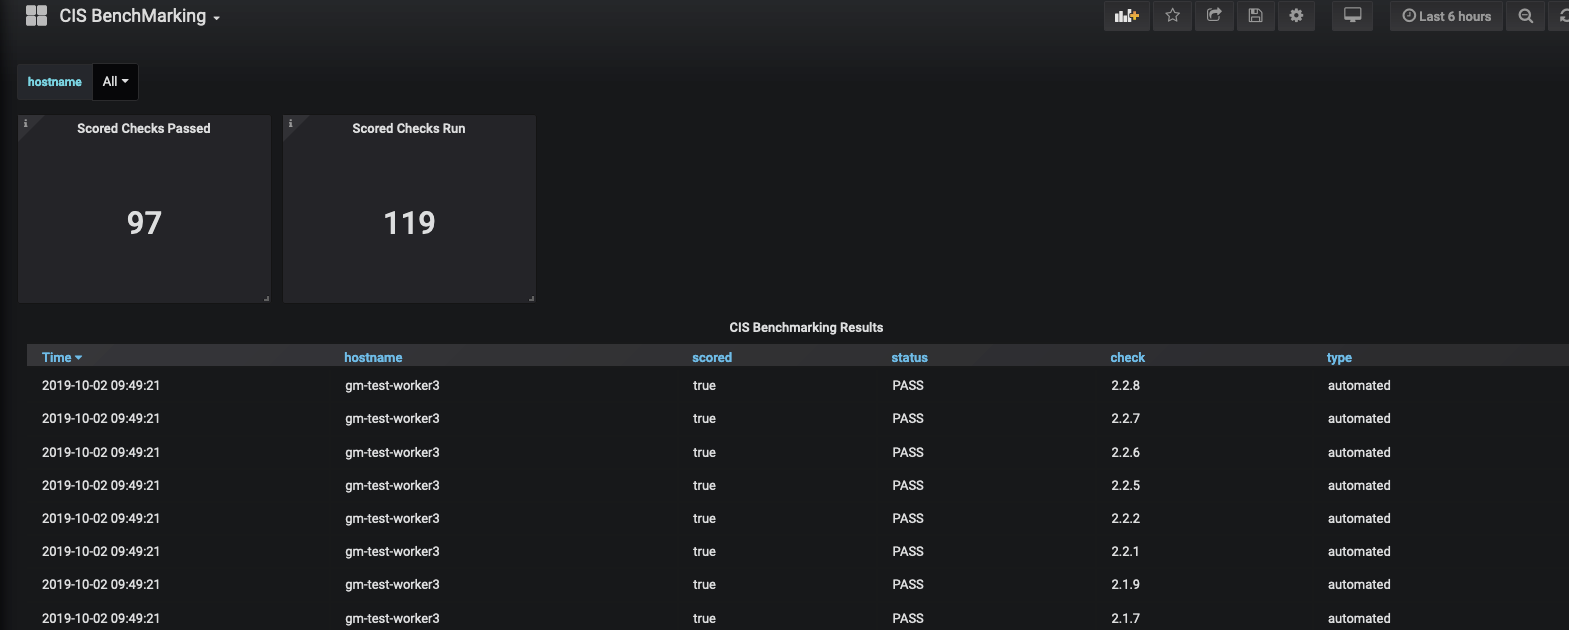 CIS BenchMarking
Last 6 hours
hostname All
Scored Checks Passed Scored Checks Run
97 119
CIS Benchmarking Results
Time hostname scored status check type
2019-10-02 09:49:21 gm-test-worker3 true PASS 2.2.8 automated
2019-10-02 09:49:21 gm-test-worker3 true PASS 2.2.7 automated
2019-10-02 09:49:21 gm-test-worker3 true PASS 2.2.6 automated
2019-10-02 09:49:21 gm-test-worker3 true PASS 2.2.5 automated
2019-10-02 09:49:21 gm-test-worker3 true PASS 2.2.2 automated
2019-10-02 09:49:21 gm-test-worker3 true PASS 2.2.1 automated
2019-10-02 09:49:21 gm-test-worker3 true PASS 2.1.9 automated
2019-10-02 09:49:21 gm-test-worker3 true PASS 2.1.7 automated